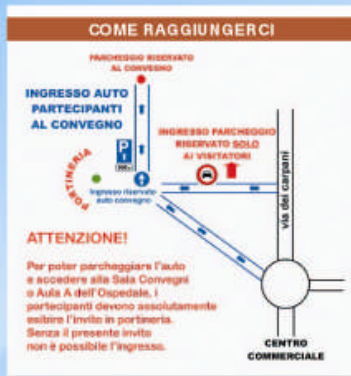 COME RAGGIUNGERCI
PARCHEGGIO RISERVATO
AL CONVEGNO
INGRESSO AUTO
PARTECIPANTI
AL CONVEGNO
INGRESSO PARCHEGGIO
RISERVATO SOLO
AI VISITATORI
P
PORTINERIA
Ingresso riservato
auto convegno
via dei carpani
ATTENZIONE!
Per poter parcheggiare l'auto
e accedere alla Sala Convegni
o Aula A dell'Ospedale, i
partecipanti devono assolutamente
esibire l'invito in portineria.
Senza il presente invito
non è possibile l'ingresso.
CENTRO
COMMERCIALE